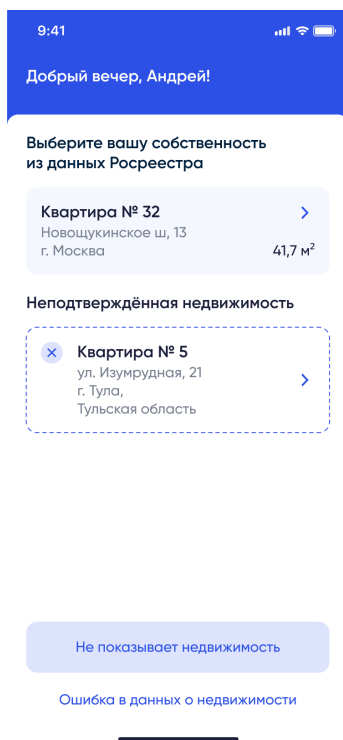 9:41
Добрый вечер, Андрей!
Выберите вашу собственность
из данных Росреестра
Квартира № 32
Новощукинское ш, 13
г. Москва
41,7 м²
Неподтверждённая недвижимость
Квартира № 5
ул. Изумрудная, 21
г. Тула,
Тульская область
Не показывает недвижимость
Ошибка в данных о недвижимости